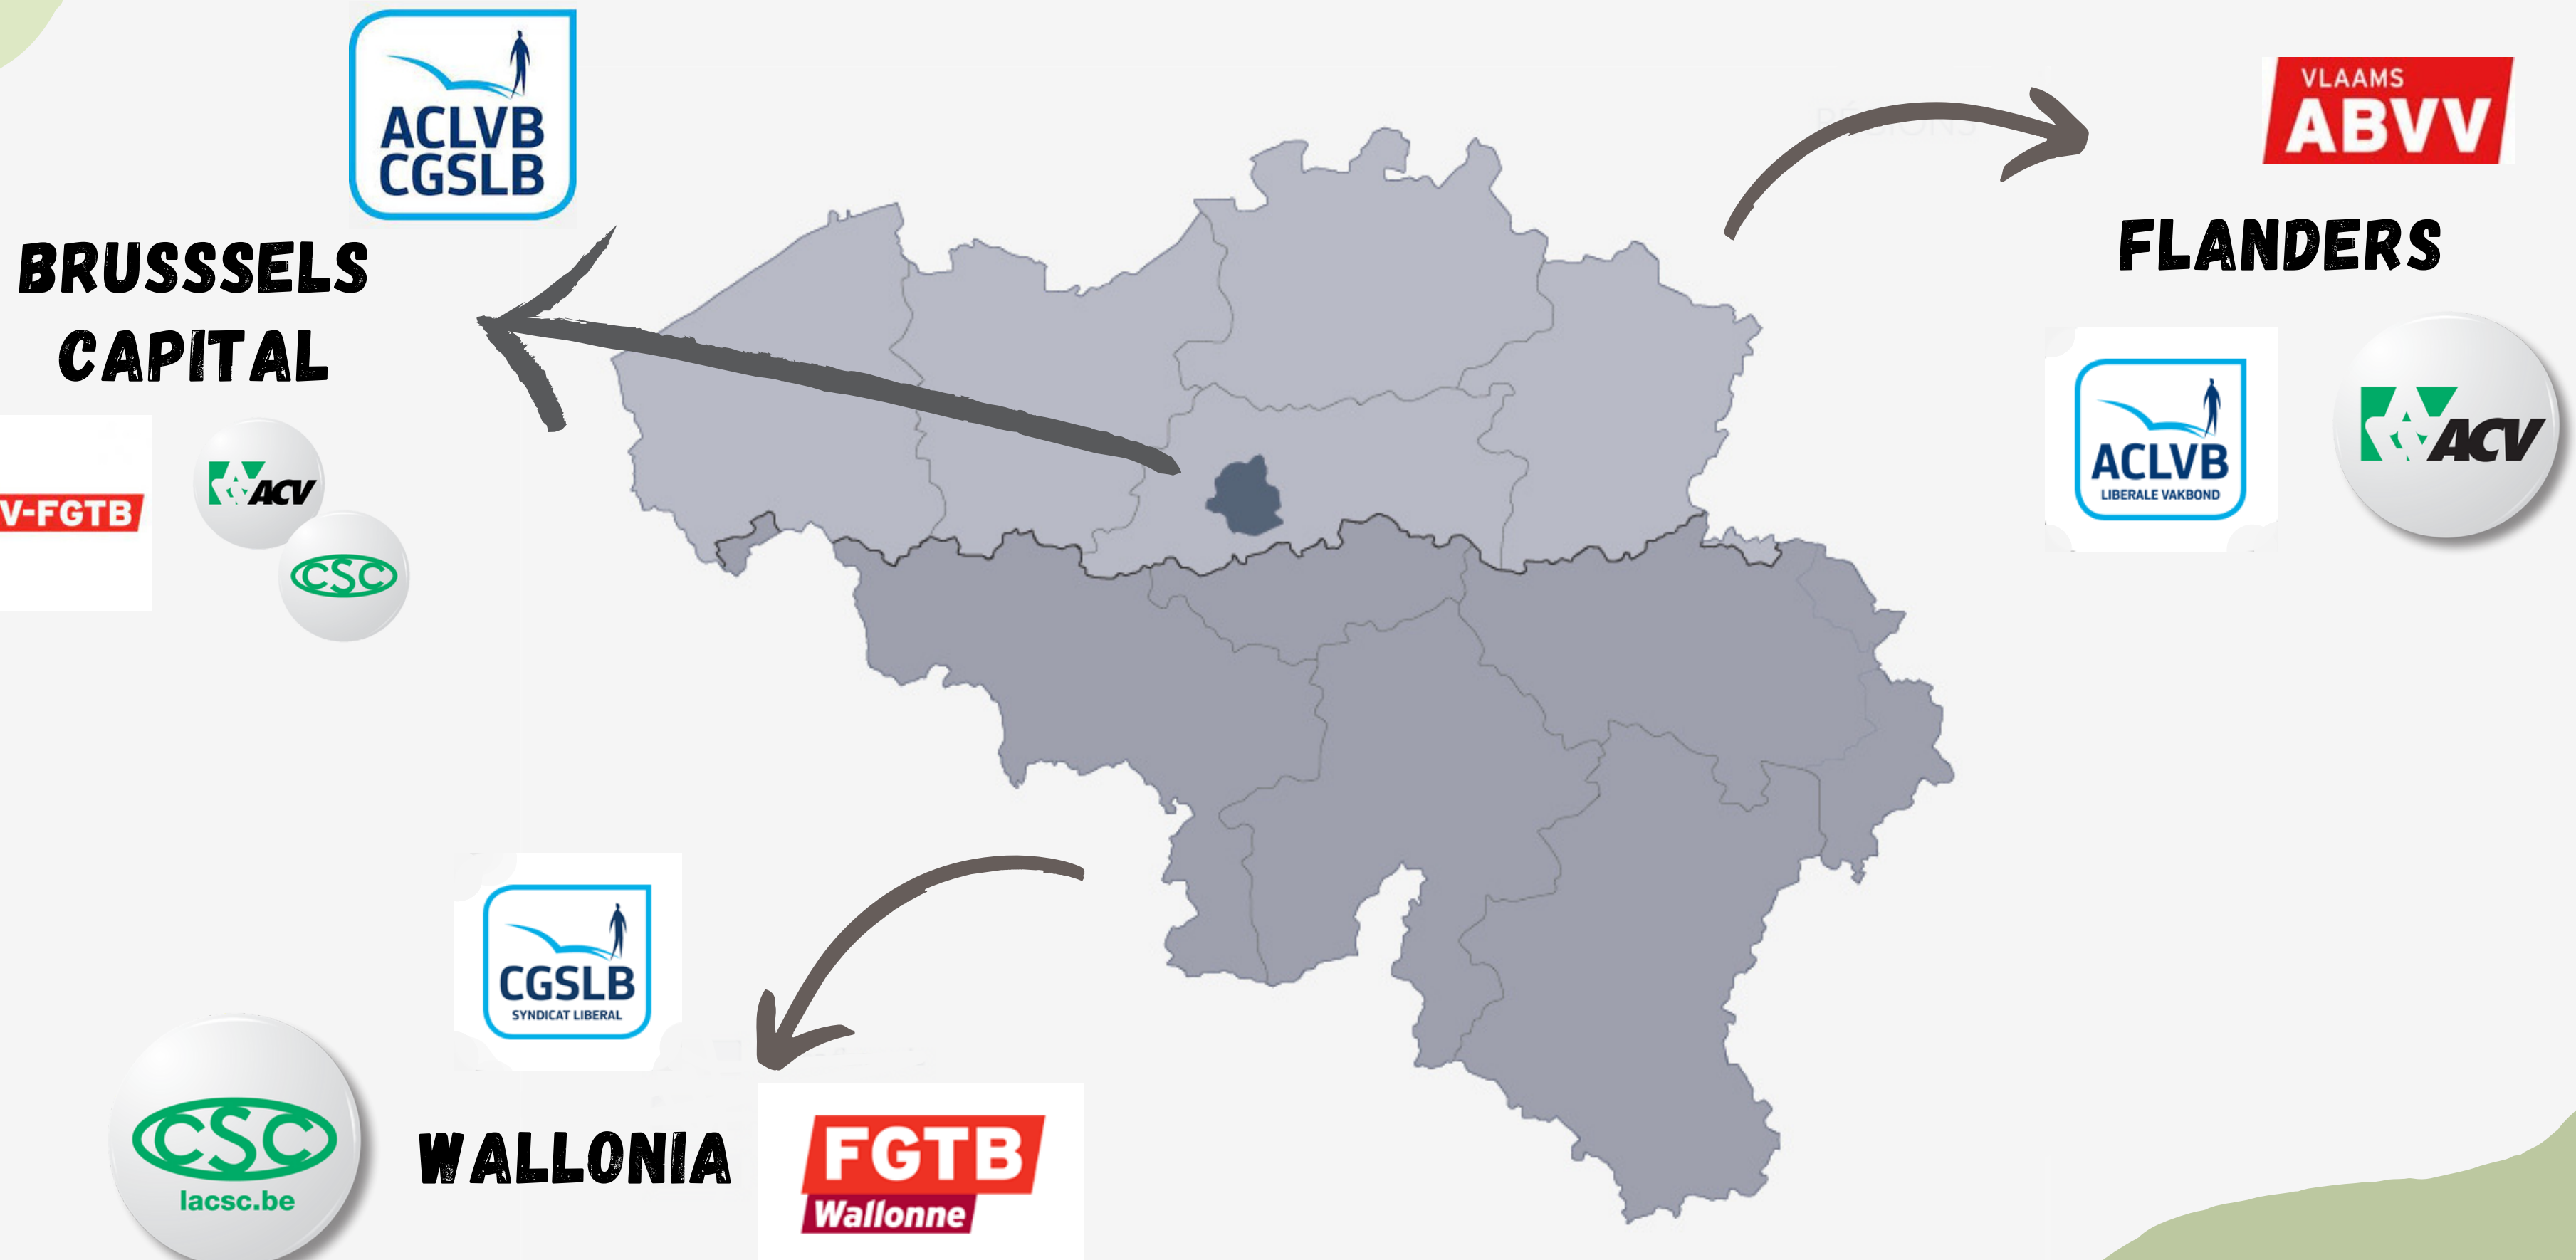 ACLVB
CGSLB
BRUSSSELS
CAPITAL
V-FGTB
ACV
CSC
VLAAMS
ABVV
FLANDERS
ACLVB
LIBERALE VAKBOND
ACV
RÉGIONS
CGSLB
SYNDICAT LIBERAL
CSC
lacsc.be
WALLONIA
FGTB
Wallonne